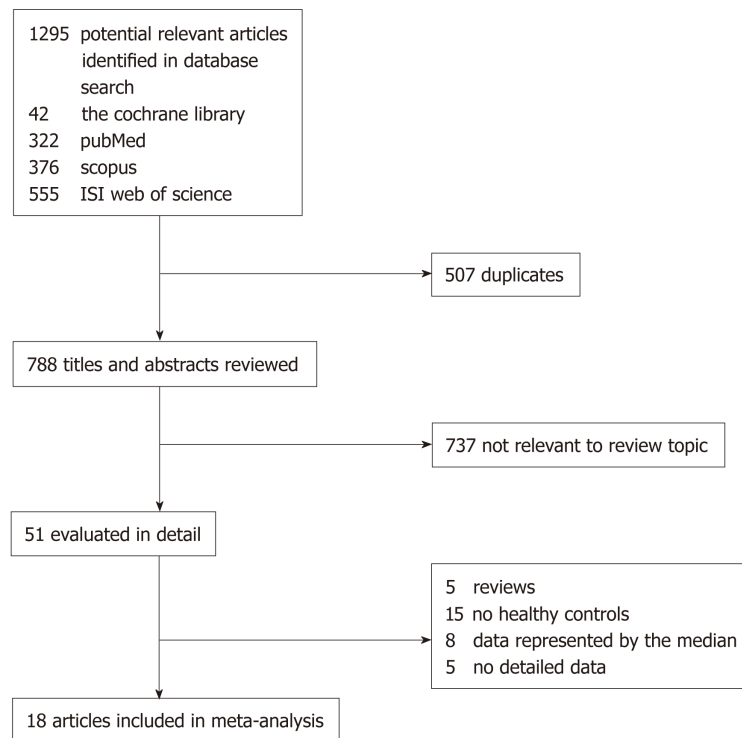 1295 potential relevant articles
identified in database
search
42 the cochrane library
322 pubMed
376 scopus
555 ISI web of science
507 duplicates
788 titles and abstracts reviewed
737 not relevant to review topic
51 evaluated in detail
5 reviews
15 no healthy controls
8 data represented by the median
5 no detailed data
18 articles included in meta-analysis